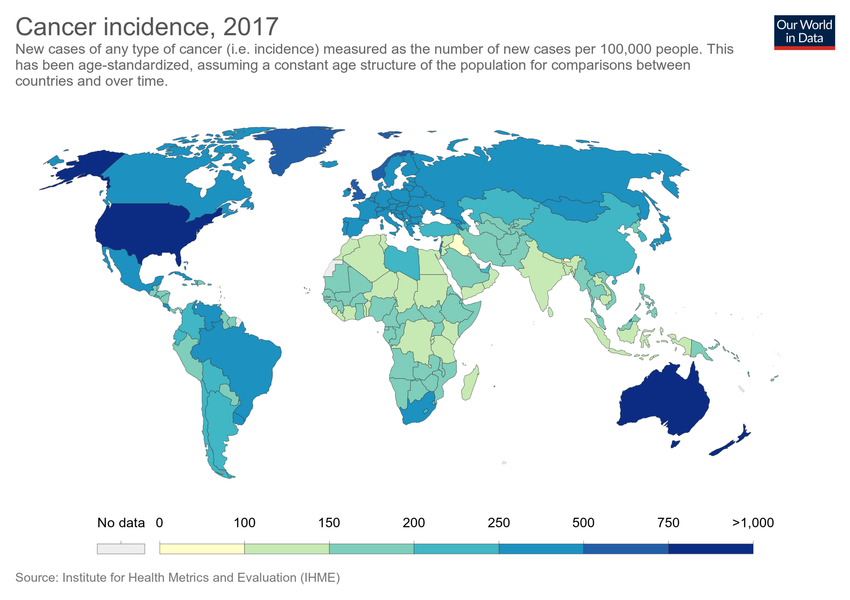 Cancer incidence, 2017
Our World
in Data
New cases of any type of cancer (i.e. incidence) measured as the number of new cases per 100,000 people. This
has been age-standardized, assuming a constant age structure of the population for comparisons between
countries and over time.
No data 0 100 150 200 250 500 750 >1,000
Source: Institute for Health Metrics and Evaluation (IHME)